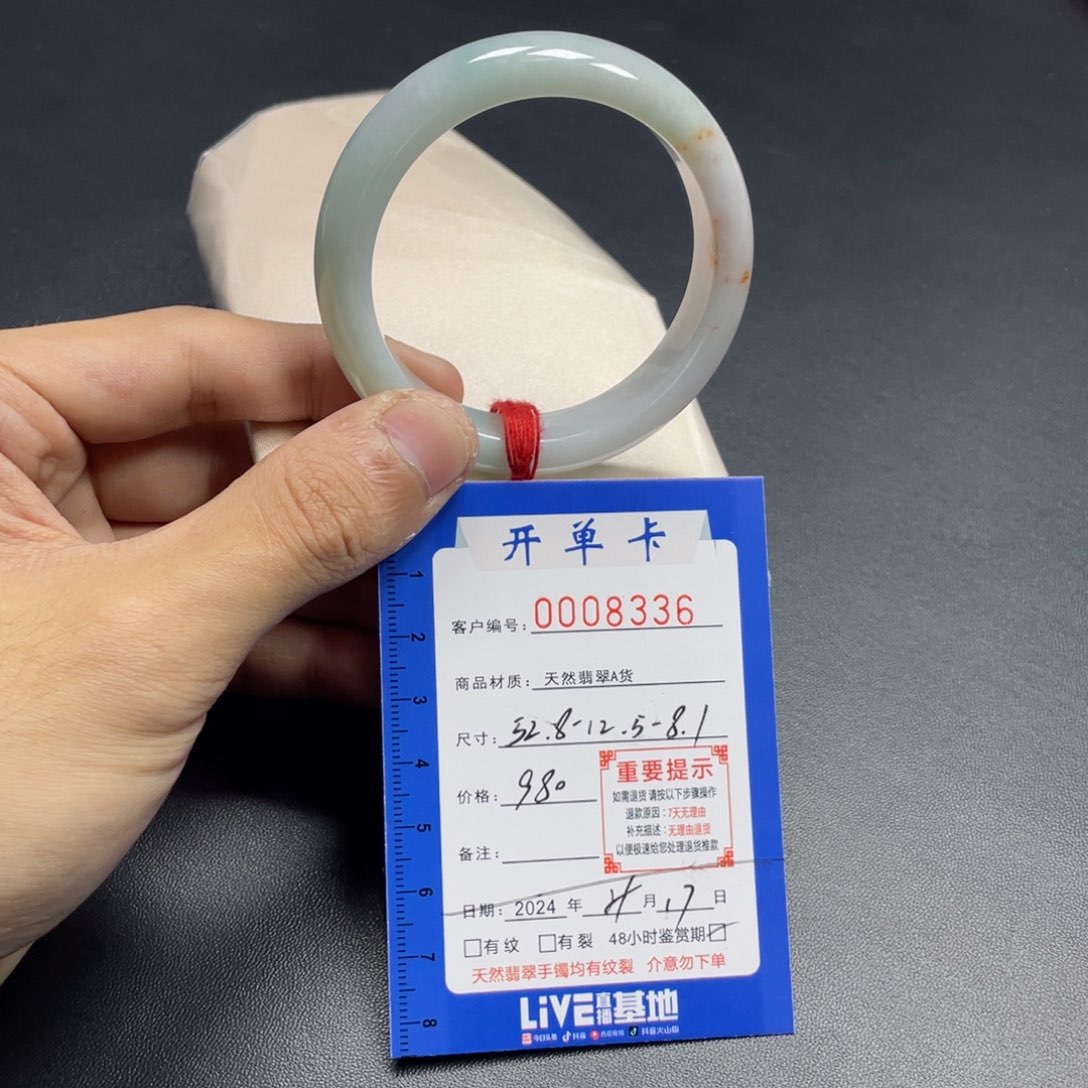 开单卡
客户编号: 0008336
商品材质: 天然翡翠A货
尺寸: 52.8-12.5-8.1
价格: 980
重要提示
如需退货 请按以下步骤操作
退款原因: 7天无理由
补充描述: 无理由退货
以便极速给您处理退货推款
备注:
日期: 2024 年 4 月 17 日
□有纹 □有裂 48小时鉴赏期☑
天然翡翠手镯均有纹裂 介意勿下单
LiVE直播基地
今日头条 抖音 西瓜视频 抖音火山版
1
2
3
4
5
6
7
8